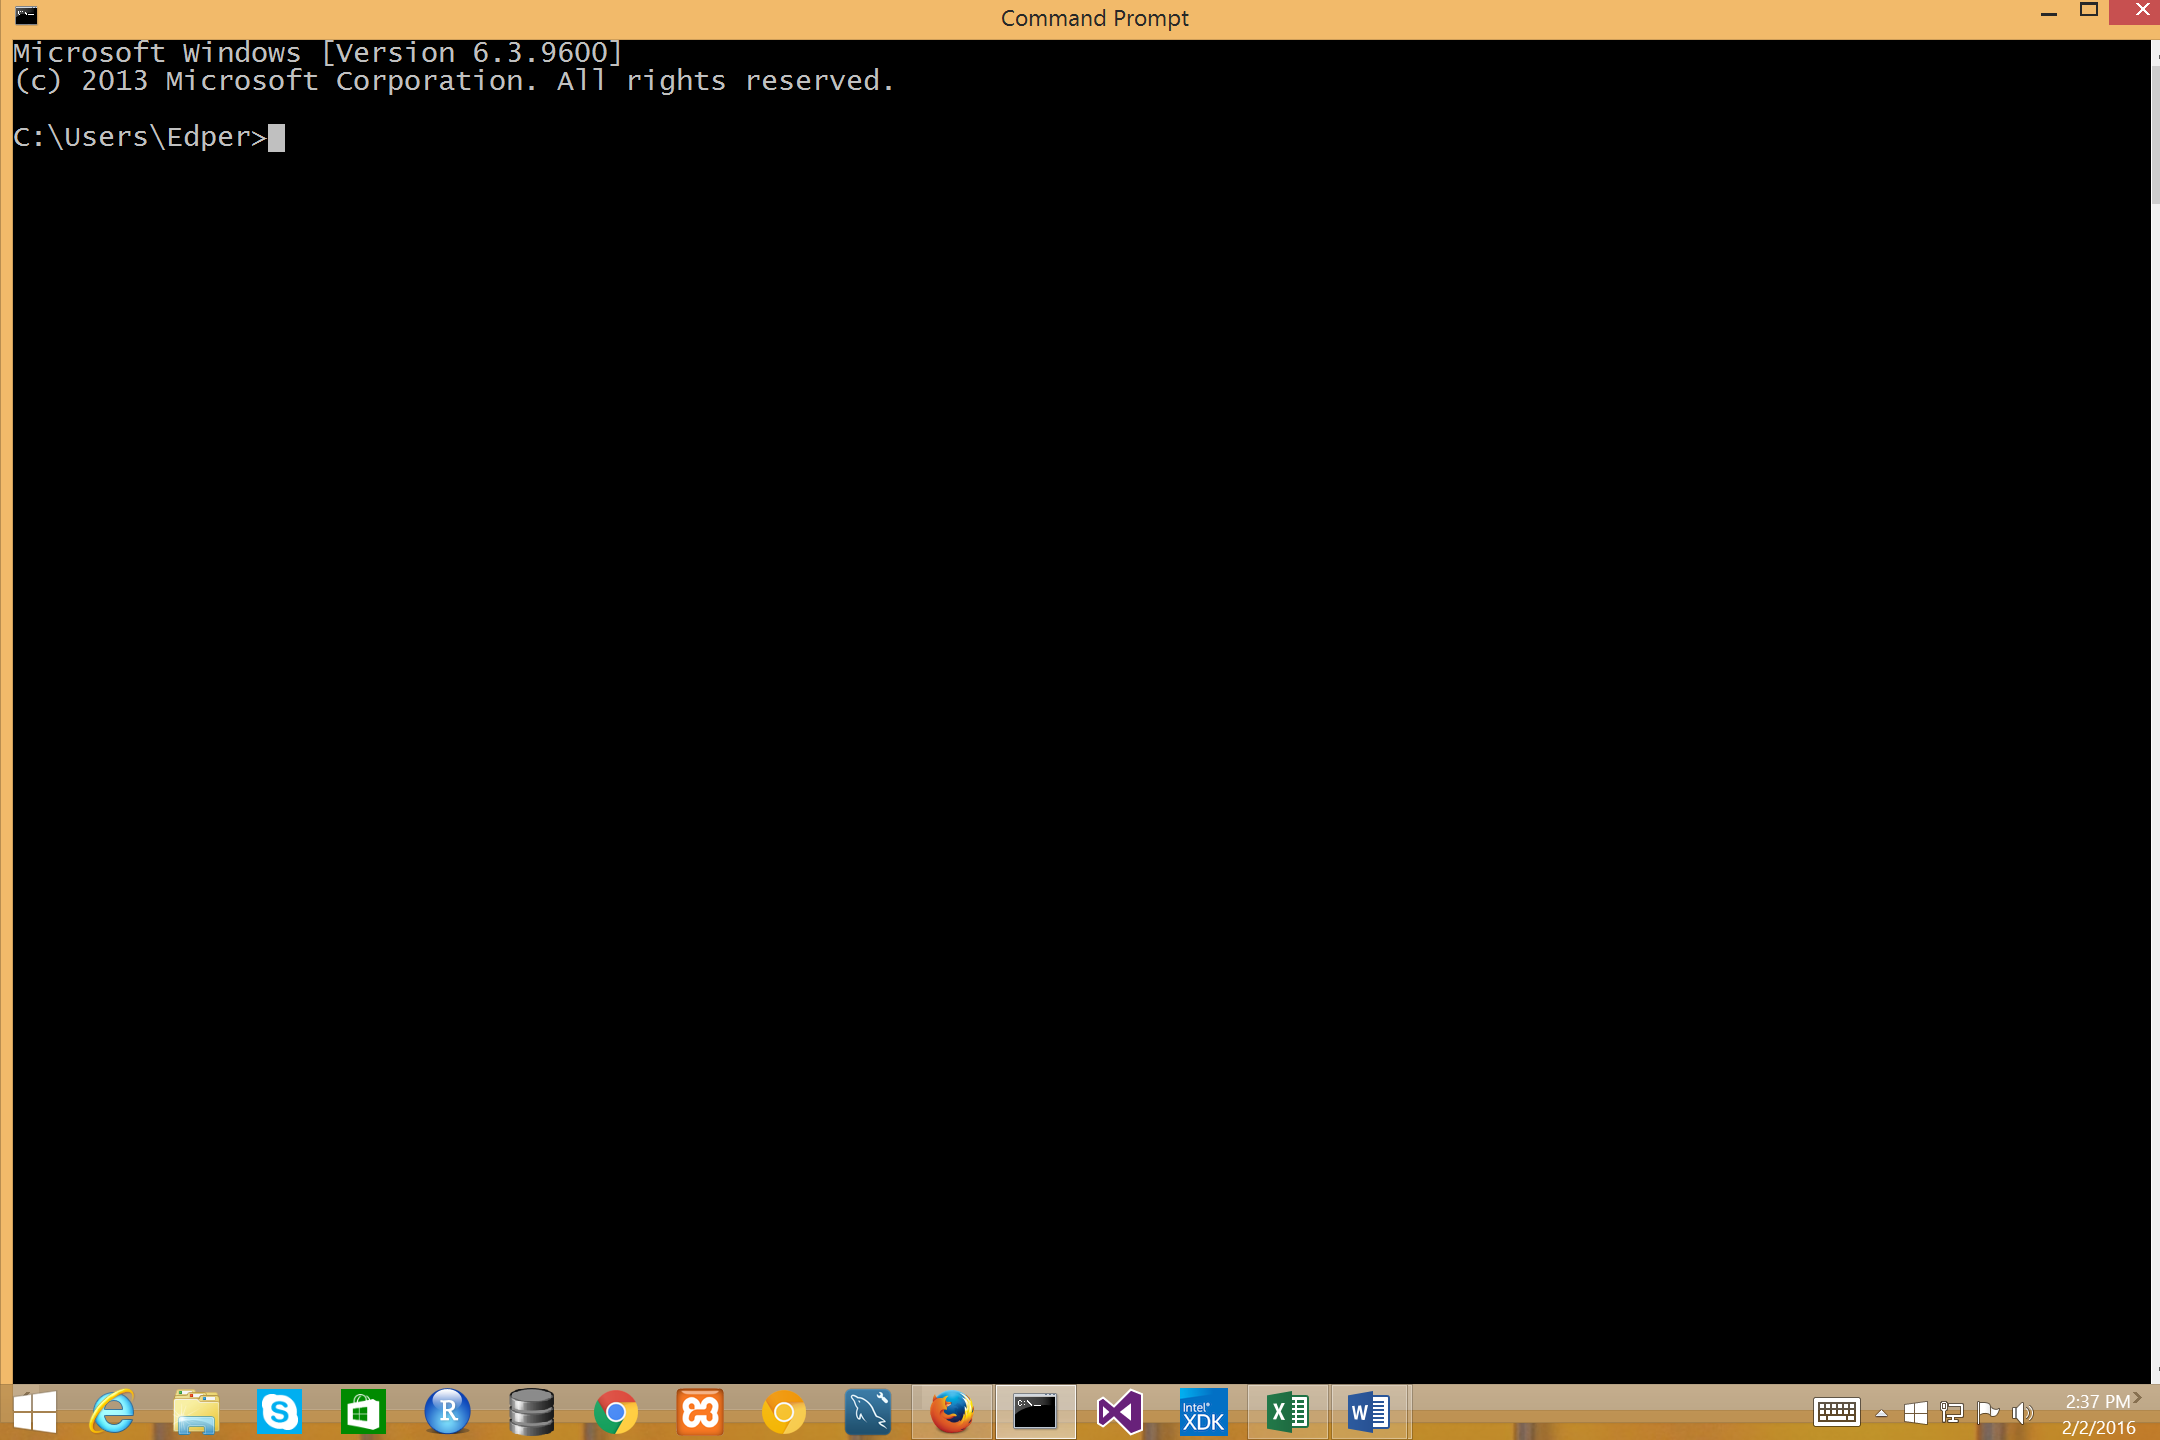 Command Prompt
Microsoft Windows [Version 6.3.9600]
(c) 2013 Microsoft Corporation. All rights reserved.
C:\Users\Edper>
S
R
C:\._
Intel®
XDK
X
W
2:37 PM
2/2/2016